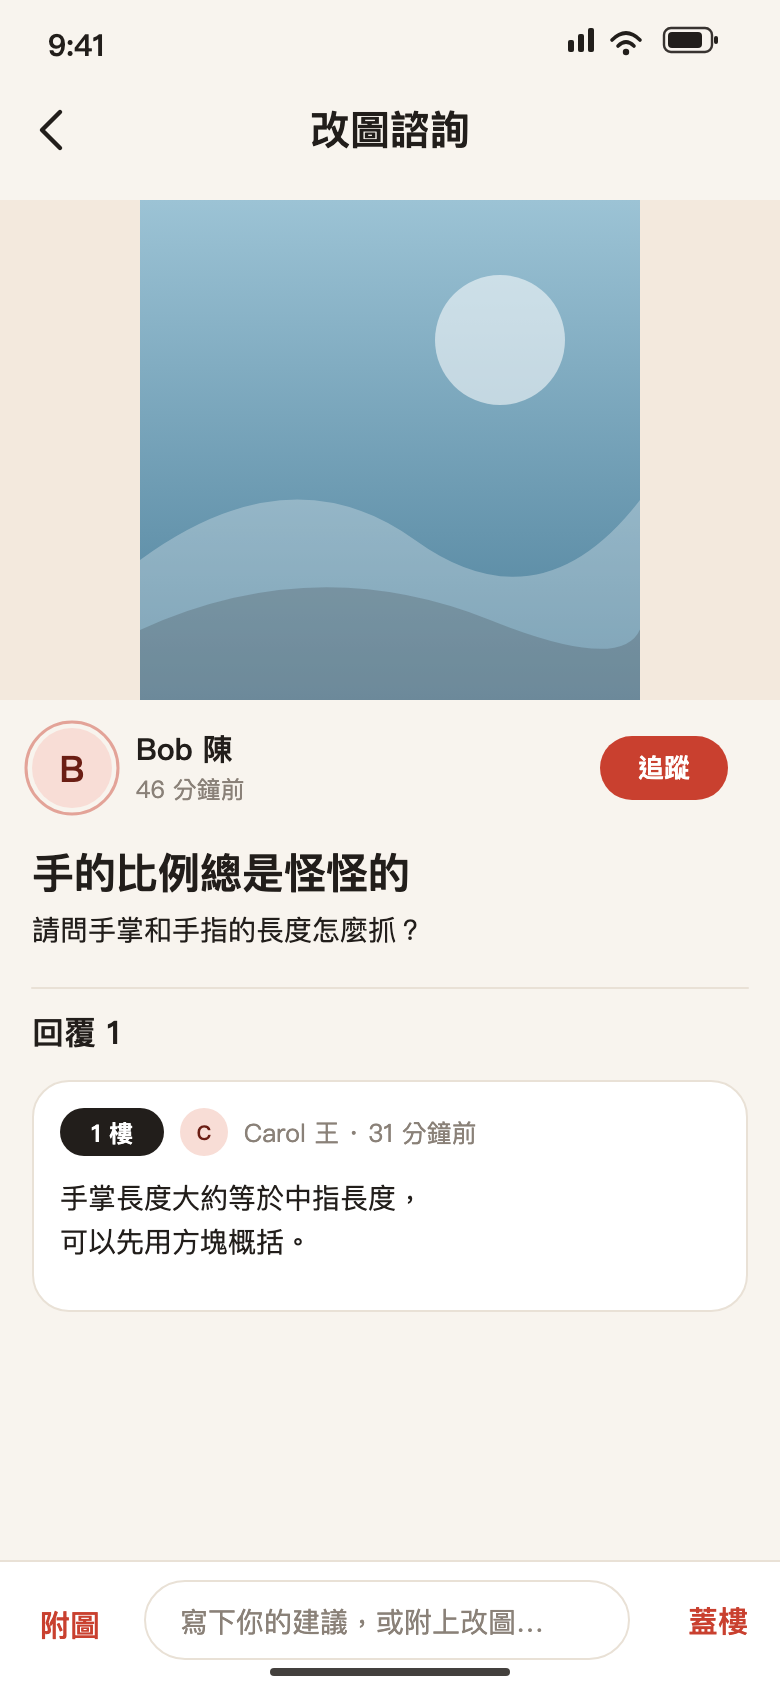 9:41
改圖諮詢
B
Bob 陳
46 分鐘前
追蹤
手的比例總是怪怪的
請問手掌和手指的長度怎麼抓？
回覆 1
1 樓
C
Carol 王 · 31 分鐘前
手掌長度大約等於中指長度，
可以先用方塊概括。
附圖
寫下你的建議，或附上改圖...
蓋樓